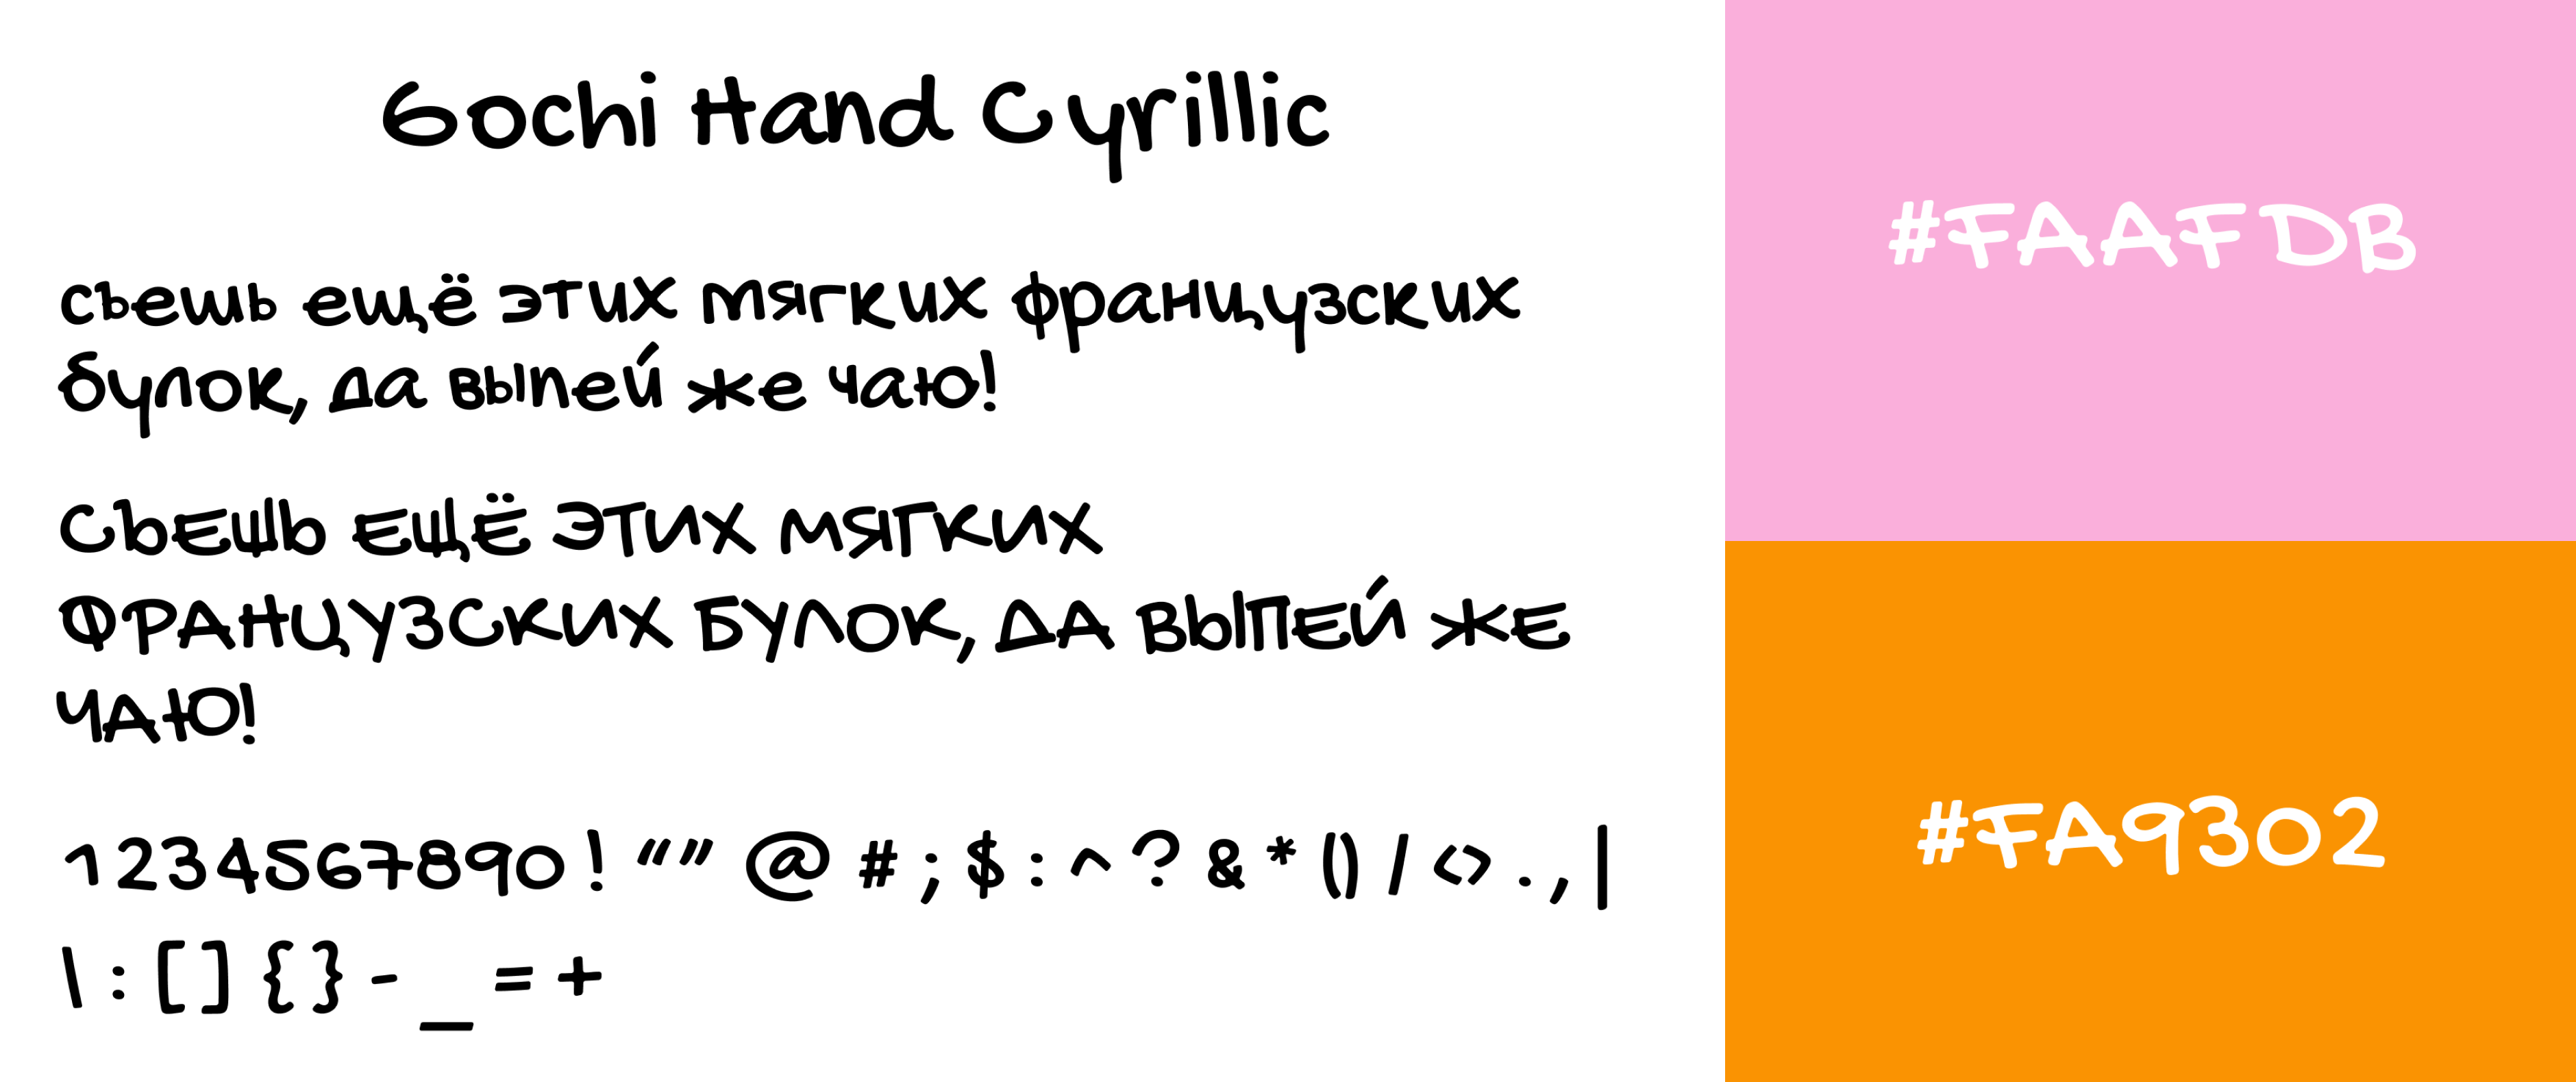 Gochi Hand Cyrillic
съешь ещё этих мягких французских
булок, да выпей же чаю!
СЪЕШЬ ЕЩЁ ЭТИХ МЯГКИХ
ФРАНЦУЗСКИХ БУЛОК, ДА ВЫПЕЙ ЖЕ
ЧАЮ!
1234567890 ! “” @ # ; $ : ^ ? & * () / <> . , |
\ : [ ] { } - _ = +
#FAAFDB
#FA9302